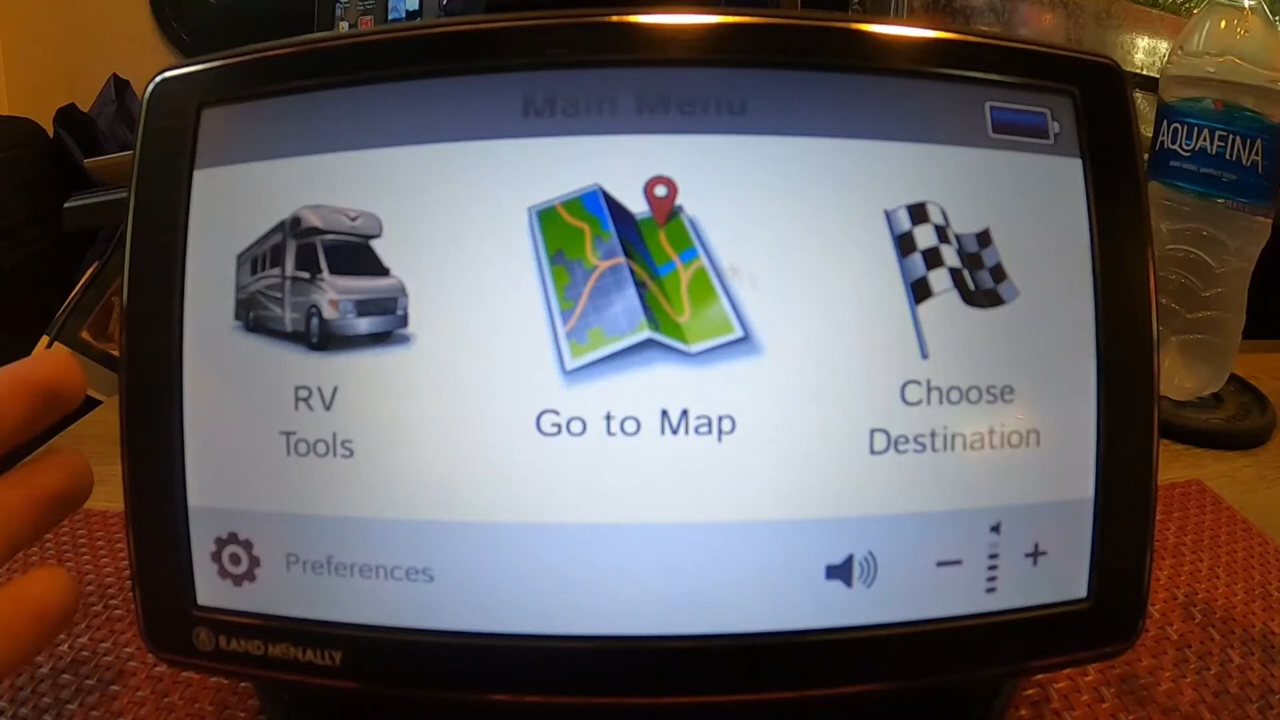 Main Menu
AQUAFINA
RV
Tools
Go to Map
Choose
Destination
Preferences
RAND MCNALLY